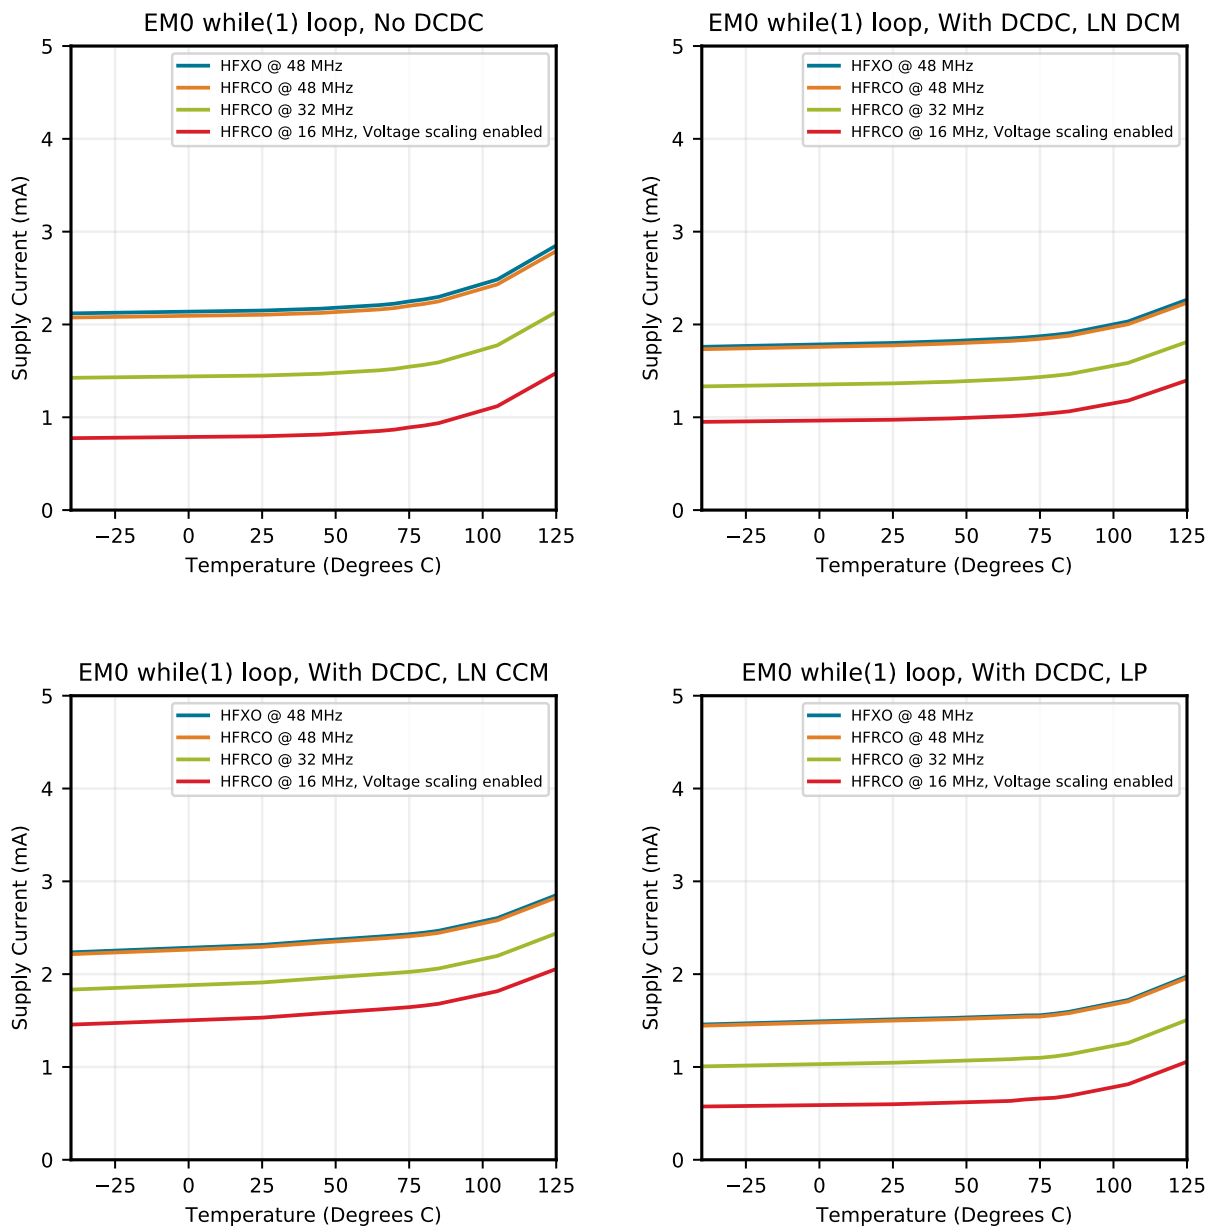 EM0 while(1) loop, No DCDC
HFXO @ 48 MHz
HFRCO @ 48 MHz
HFRCO @ 32 MHz
HFRCO @ 16 MHz, Voltage scaling enabled
5
4
3
2
1
0
Supply Current (mA)
−25 0 25 50 75 100 125
Temperature (Degrees C)
EM0 while(1) loop, With DCDC, LN DCM
HFXO @ 48 MHz
HFRCO @ 48 MHz
HFRCO @ 32 MHz
HFRCO @ 16 MHz, Voltage scaling enabled
5
4
3
2
1
0
Supply Current (mA)
−25 0 25 50 75 100 125
Temperature (Degrees C)
EM0 while(1) loop, With DCDC, LN CCM
HFXO @ 48 MHz
HFRCO @ 48 MHz
HFRCO @ 32 MHz
HFRCO @ 16 MHz, Voltage scaling enabled
5
4
3
2
1
0
Supply Current (mA)
−25 0 25 50 75 100 125
Temperature (Degrees C)
EM0 while(1) loop, With DCDC, LP
HFXO @ 48 MHz
HFRCO @ 48 MHz
HFRCO @ 32 MHz
HFRCO @ 16 MHz, Voltage scaling enabled
5
4
3
2
1
0
Supply Current (mA)
−25 0 25 50 75 100 125
Temperature (Degrees C)